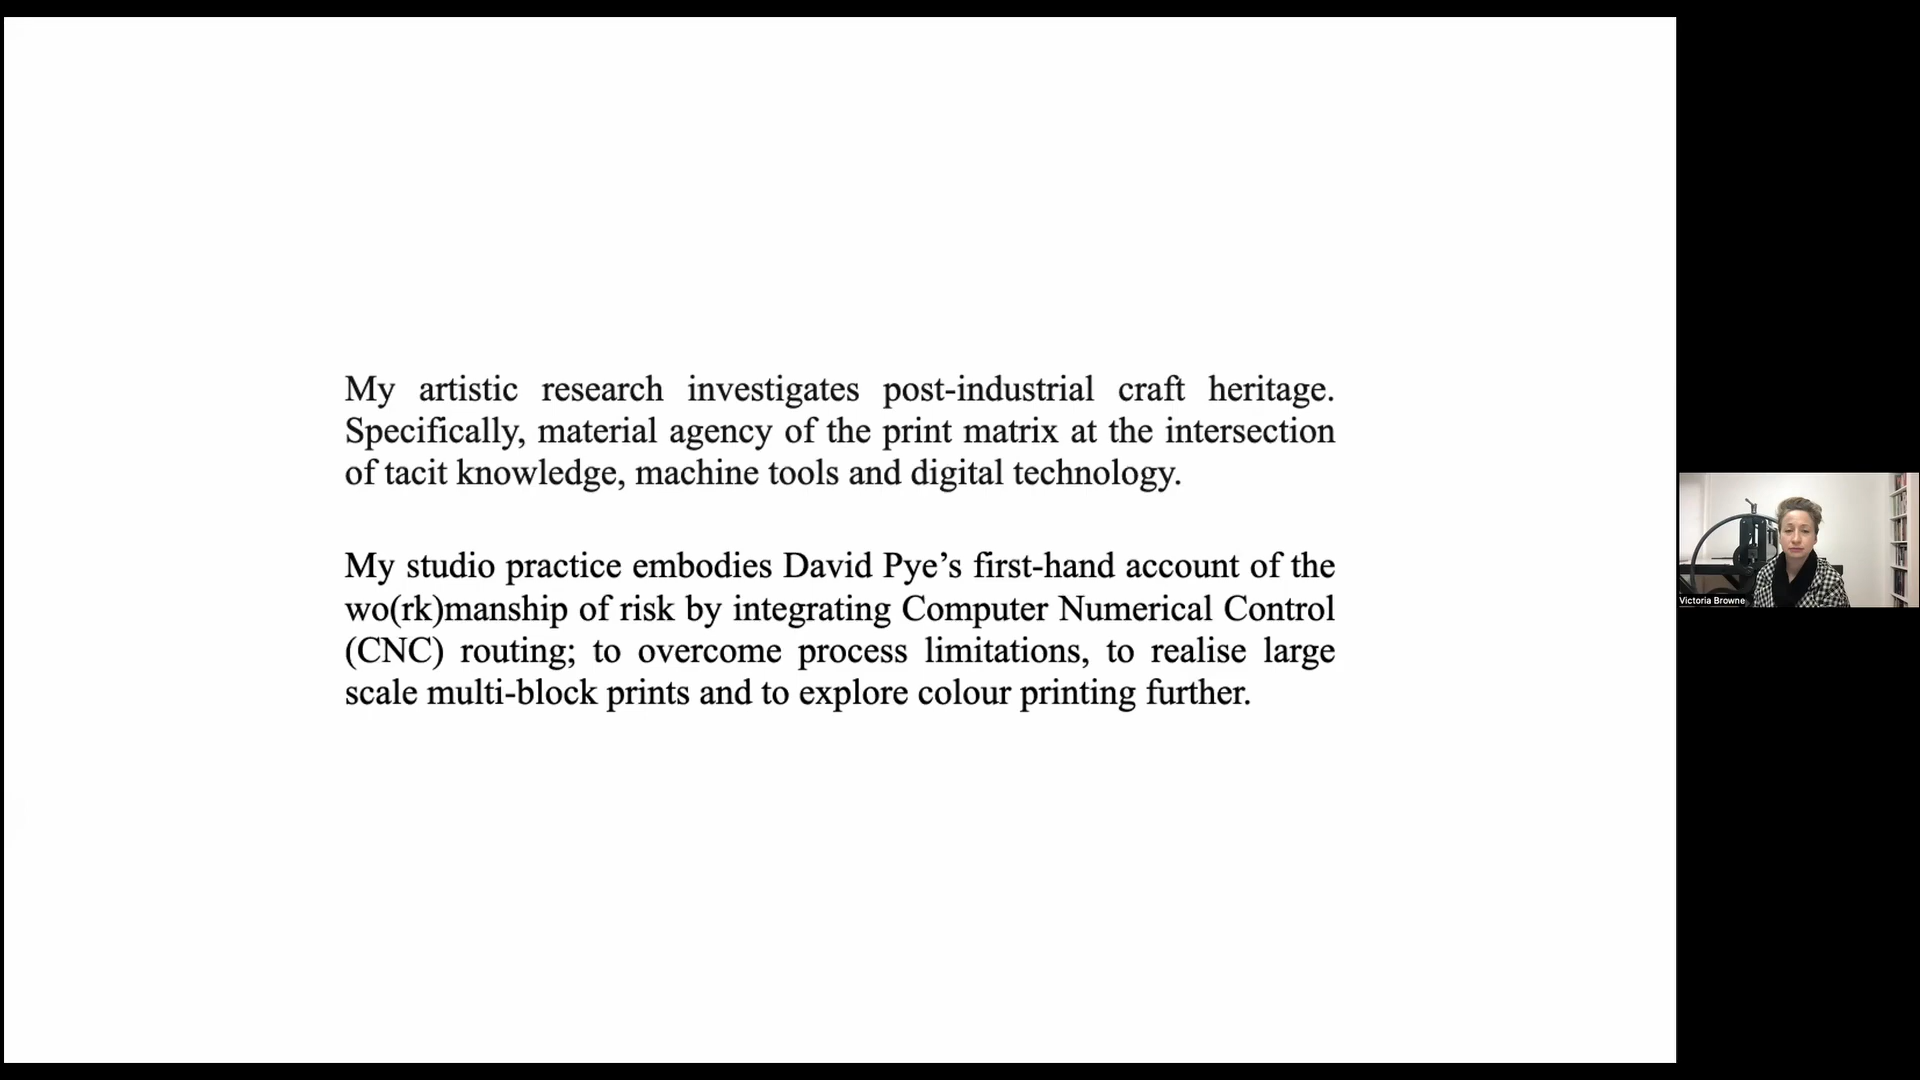 My artistic research investigates post-industrial craft heritage.
Specifically, material agency of the print matrix at the intersection
of tacit knowledge, machine tools and digital technology.
My studio practice embodies David Pye’s first-hand account of the
wo(rk)manship of risk by integrating Computer Numerical Control
(CNC) routing; to overcome process limitations, to realise large
scale multi-block prints and to explore colour printing further.
Victoria Browne